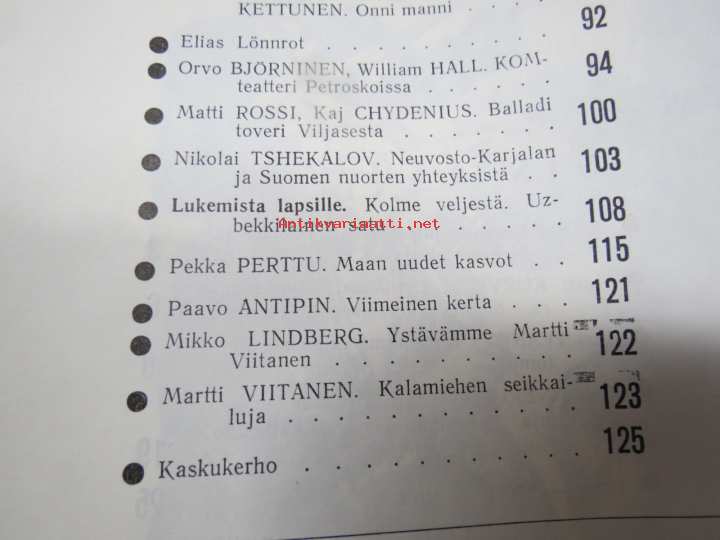 KETTUNEN. Onni manni . . . .
● Elias Lönnrot . . . . . . . . . . 92
● Orvo BJÖRNINEN, William HALL. KOM-
teatteri Petroskoissa . . . . . . 94
● Matti ROSSI, Kaj CHYDENIUS. Balladi
toveri Viljasesta . . . . . . . 100
● Nikolai TSHEKALOV. Neuvosto-Karjalan
ja Suomen nuorten yhteyksistä . . 103
● Lukemista lapsille. Kolme veljestä. Uz-
bekkiläinen satu . . . . . . . 108
Antikvariaatti.net
● Pekka PERTTU. Maan uudet kasvot . . 115
● Paavo ANTIPIN. Viimeinen kerta . . . 121
● Mikko LINDBERG. Ystävämme Martti
Viitanen . . . . . . . . . . 122
● Martti VIITANEN. Kalamiehen seikkai-
luja . . . . . . . . . . . . 123
● Kaskukerho . . . . . . . . . . . 125